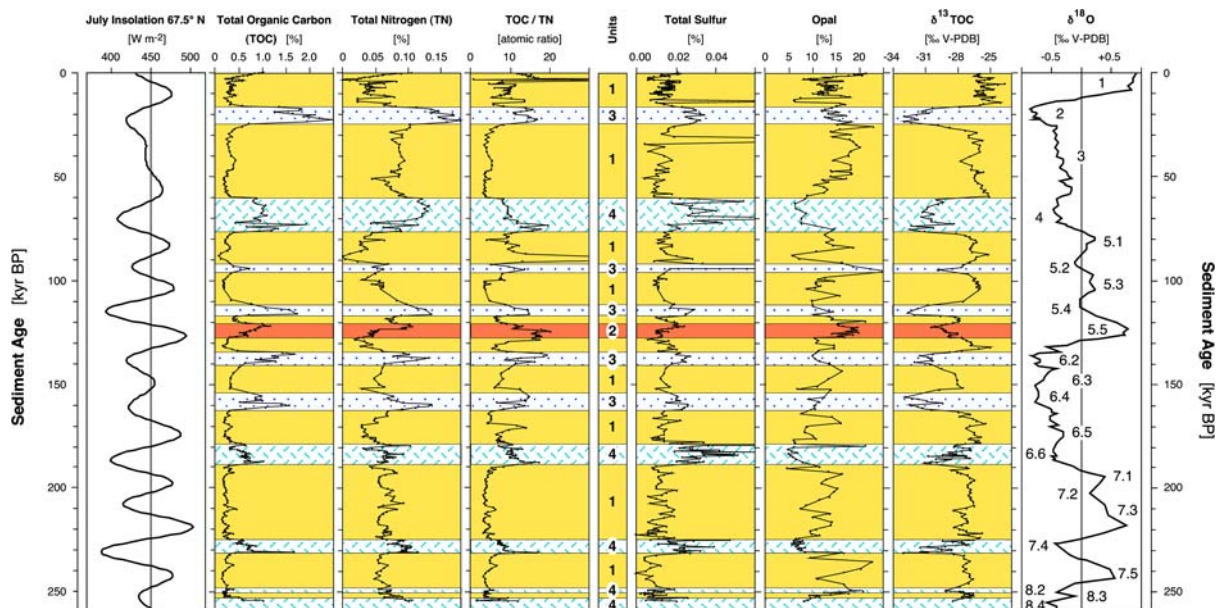 July Insolation 67.5° N
[W m-2]
400 450 500
Total Organic Carbon
(TOC) [%]
0 1.0 2.0
Total Nitrogen (TN)
[%]
0 0.05 0.10 0.15
TOC / TN
[atomic ratio]
0 10 20
Units
Total Sulfur
[%]
0.00 0.02 0.04
Opal
[%]
5 10 15 20
δ13TOC
[‰ V-PDB]
-34 -31 -28 -25
δ18O
[‰ V-PDB]
-0.5 0.5
Sediment Age [kyr BP]
0
50
100
150
200
250
1
3
1
4
1
3
1
3
2
3
1
3
1
4
1
4
1
4
4
1
2
3
4
5.1
5.2
5.3
5.4
5.5
6.2
6.3
6.4
6.5
6.6
7.1
7.2
7.3
7.4
7.5
8.2
8.3
8.4
0
50
100
150
200
250
Sediment Age [kyr BP]